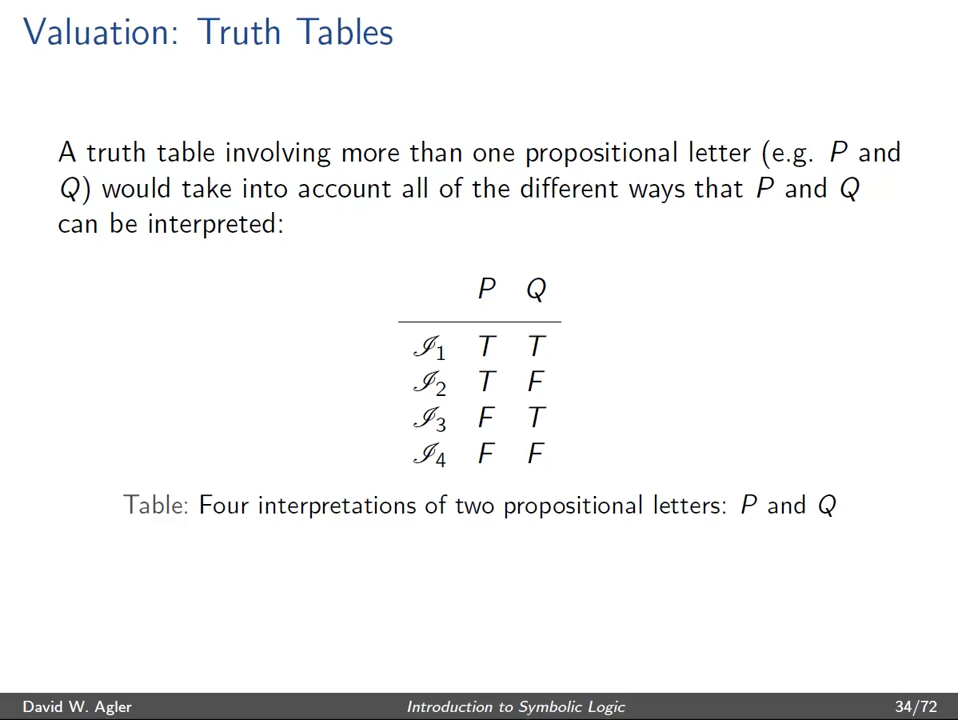 Valuation: Truth Tables
A truth table involving more than one propositional letter (e.g. P and
Q) would take into account all of the different ways that P and Q
can be interpreted:
P Q
ℐ1 T T
ℐ2 T F
ℐ3 F T
ℐ4 F F
Table: Four interpretations of two propositional letters: P and Q
David W. Agler Introduction to Symbolic Logic 34/72